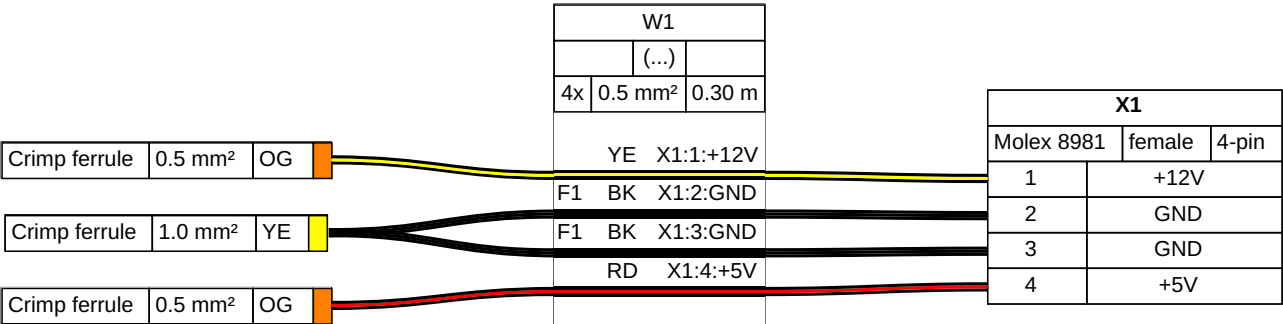 W1
(...)
4x 0.5 mm² 0.30 m
X1
Molex 8981 female 4-pin
Crimp ferrule 0.5 mm² OG
YE X1:1:+12V
1 +12V
F1 BK X1:2:GND
2 GND
Crimp ferrule 1.0 mm² YE
F1 BK X1:3:GND
3 GND
RD X1:4:+5V
4 +5V
Crimp ferrule 0.5 mm² OG